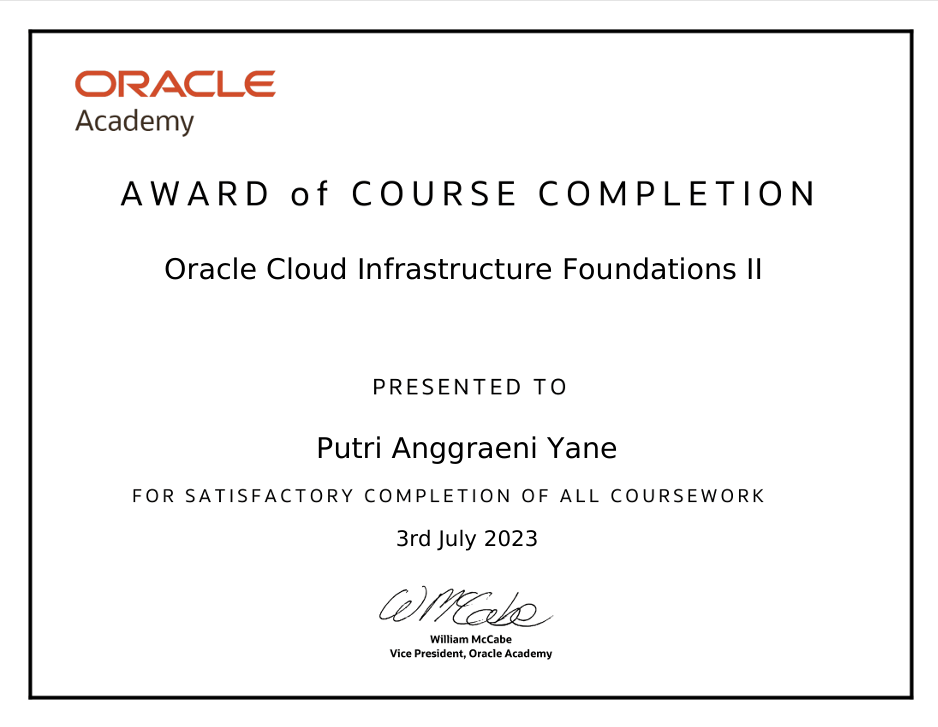 ORACLE
Academy
AWARD of COURSE COMPLETION
Oracle Cloud Infrastructure Foundations II
PRESENTED TO
Putri Anggraeni Yane
FOR SATISFACTORY COMPLETION OF ALL COURSEWORK
3rd July 2023
WMcCabe
William McCabe
Vice President, Oracle Academy